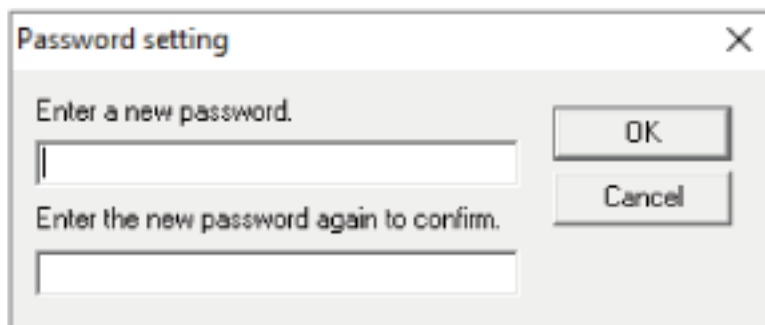 Password setting
Enter a new password.
OK
Cancel
Enter the new password again to confirm.